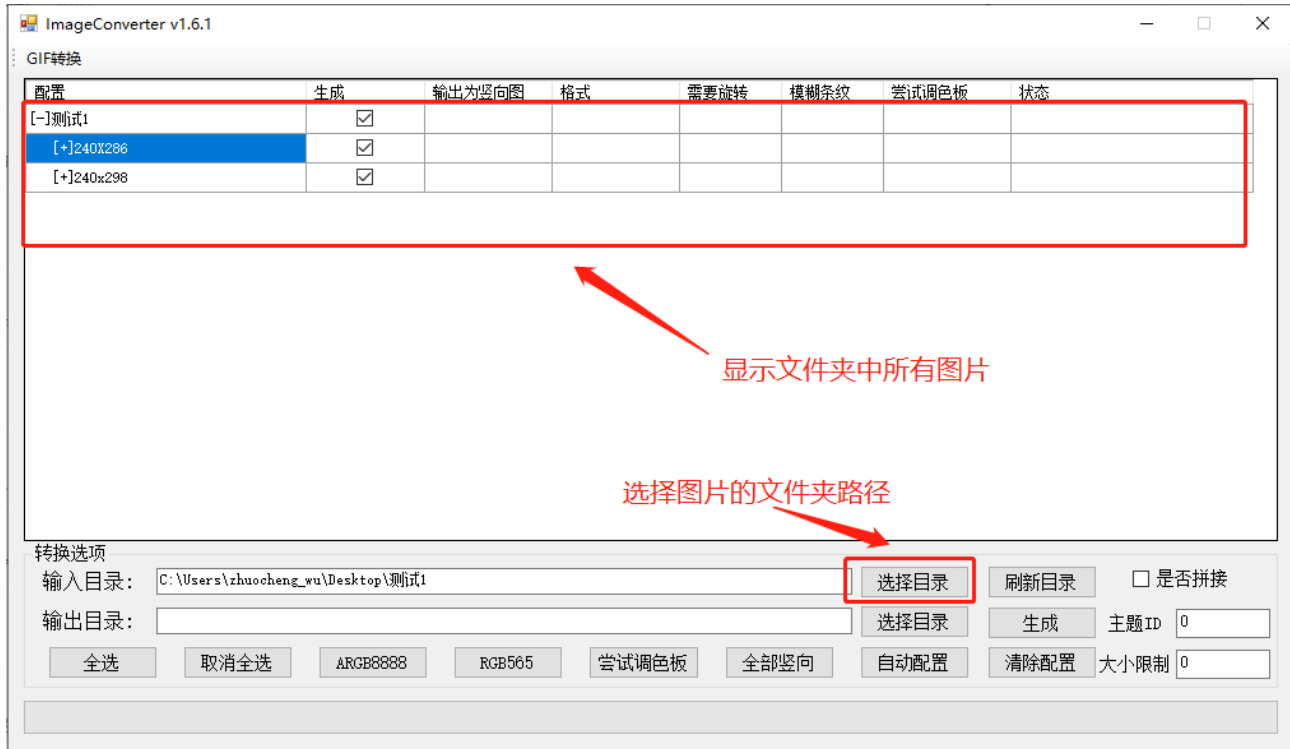 ImageConverter v1.6.1
GIF转换
配置 生成 输出为竖向图 格式 需要旋转 模糊条纹 尝试调色板 状态
[-]测试1
[+]240X286
[+]240x298
显示文件夹中所有图片
选择图片的文件夹路径
转换选项
输入目录: C:\Users\zhuocheng_wu\Desktop\测试1 选择目录 刷新目录 是否拼接
输出目录: 选择目录 生成 主题ID 0
全选 取消全选 ARGB8888 RGB565 尝试调色板 全部竖向 自动配置 清除配置 大小限制 0